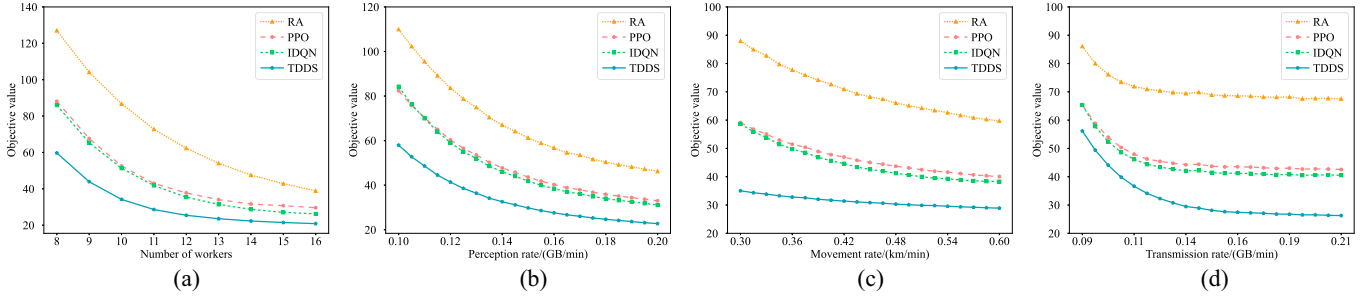 140
120
100
80
60
40
20
Objective value
RA
PPO
IDQN
TDDS
8 9 10 11 12 13 14 15 16
Number of workers
(a)
120
100
80
60
40
20
Objective value
RA
PPO
IDQN
TDDS
0.10 0.12 0.14 0.16 0.18 0.20
Perception rate/(GB/min)
(b)
100
90
80
70
60
50
40
30
20
Objective value
RA
PPO
IDQN
TDDS
0.30 0.36 0.42 0.48 0.54 0.60
Movement rate/(km/min)
(c)
100
90
80
70
60
50
40
30
20
Objective value
RA
PPO
IDQN
TDDS
0.09 0.11 0.14 0.16 0.19 0.21
Transmission rate/(GB/min)
(d)